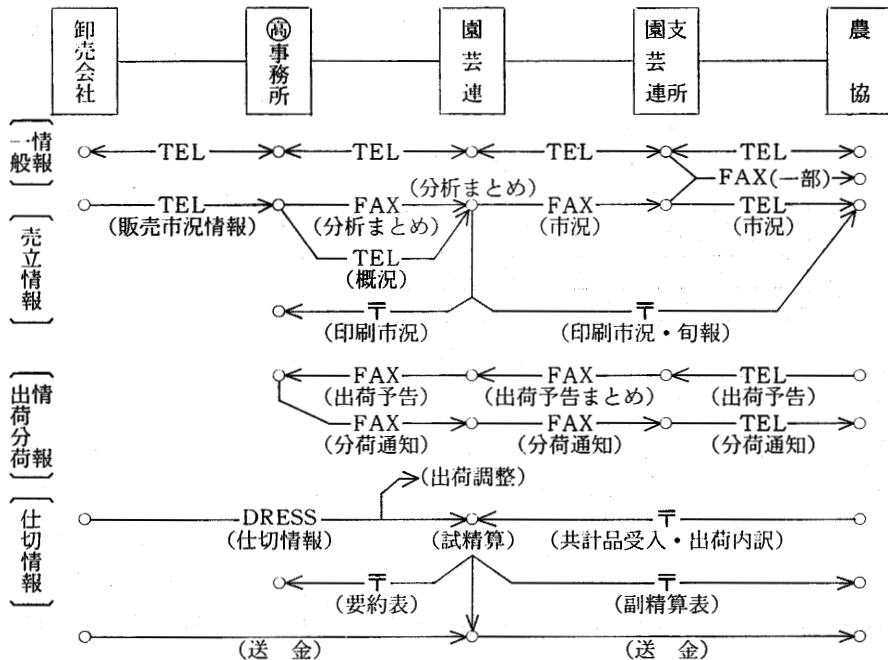 卸売会社
高事務所
園芸連
園芸連支所
農協
一般情報
TEL TEL TEL TEL
FAX(一部)
(分析まとめ)
売立情報
TEL FAX FAX TEL
(販売市況情報) (分析まとめ) (市況) (市況)
TEL
(概況)
〒 〒
(印刷市況) (印刷市況・旬報)
出荷分荷情報
FAX FAX TEL
(出荷予告) (出荷予告まとめ) (出荷予告)
FAX FAX TEL
(分荷通知) (分荷通知) (分荷通知)
(出荷調整)
仕切情報
DRESS 〒
(仕切情報) (試精算) (共計品受入・出荷内訳)
〒 〒
(要約表) (副精算表)
(送 金) (送 金)